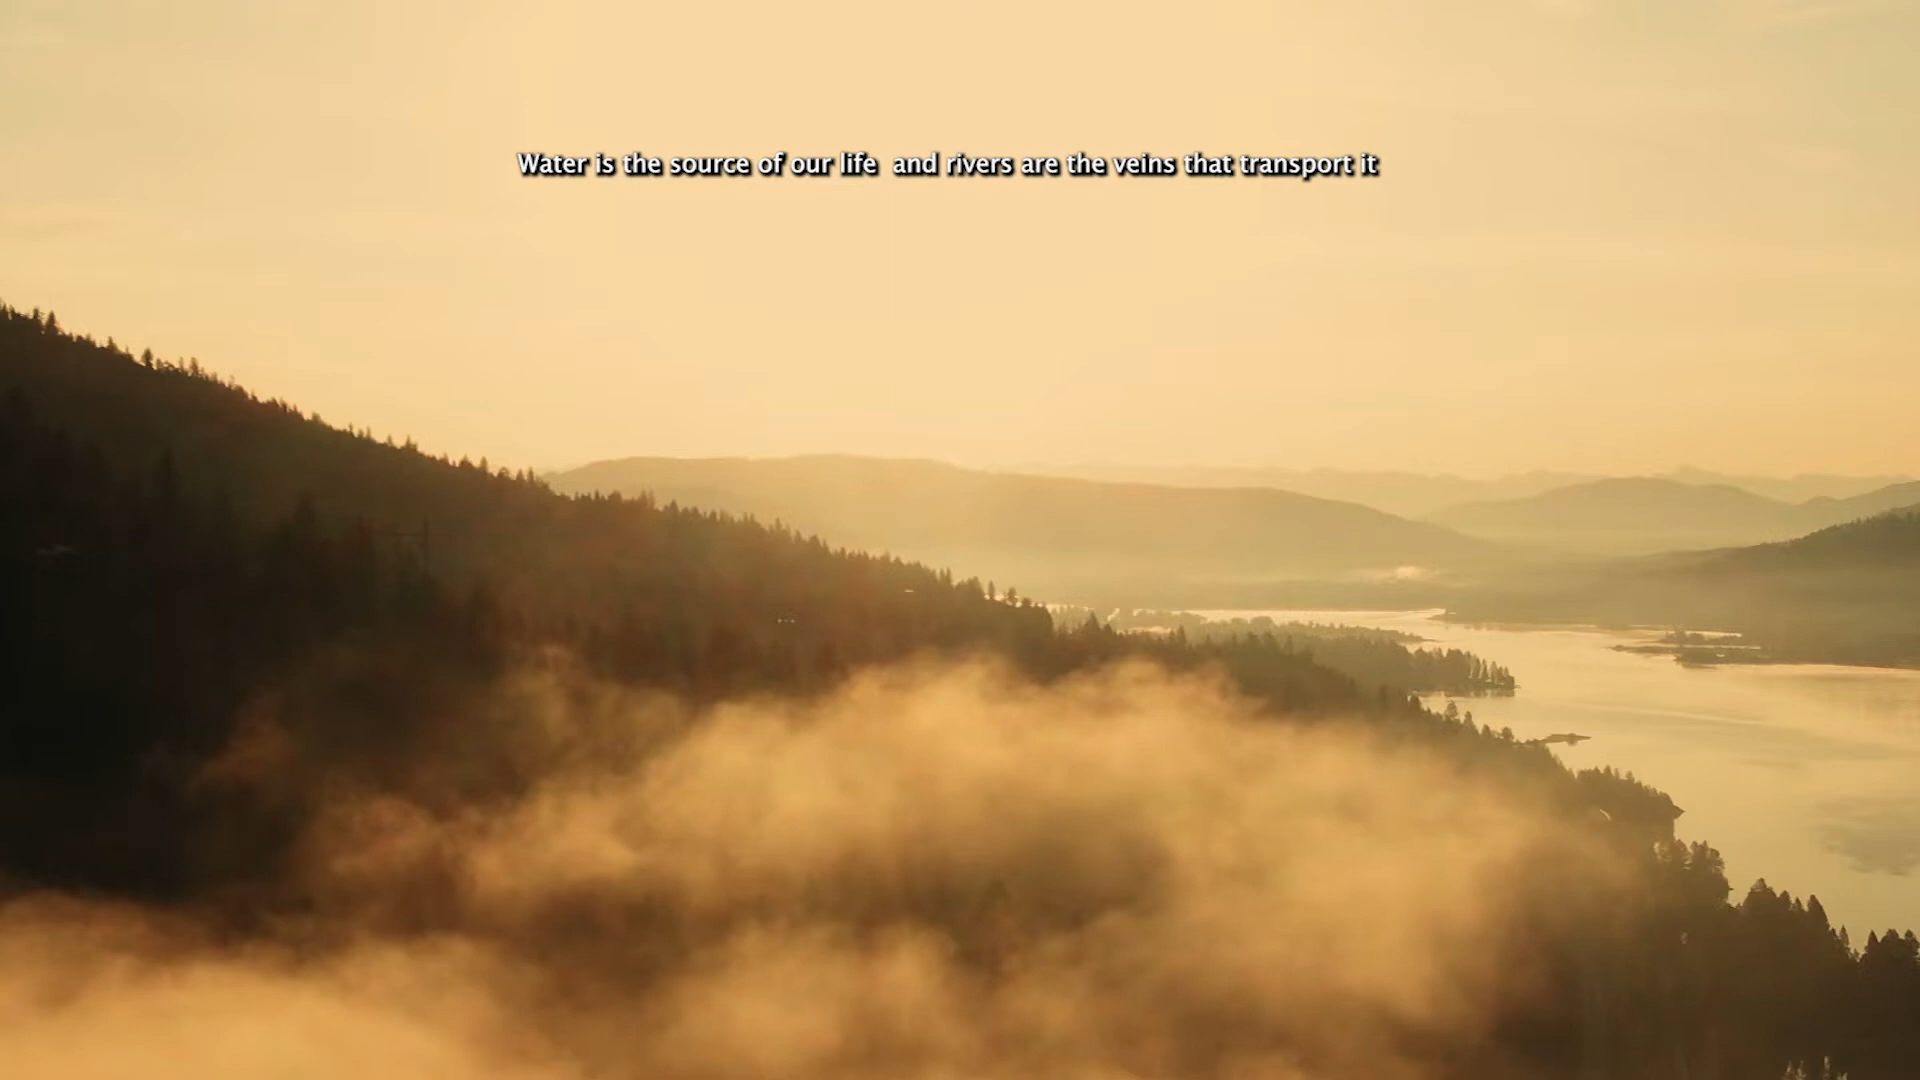 Water is the source of our life  and rivers are the veins that transport it